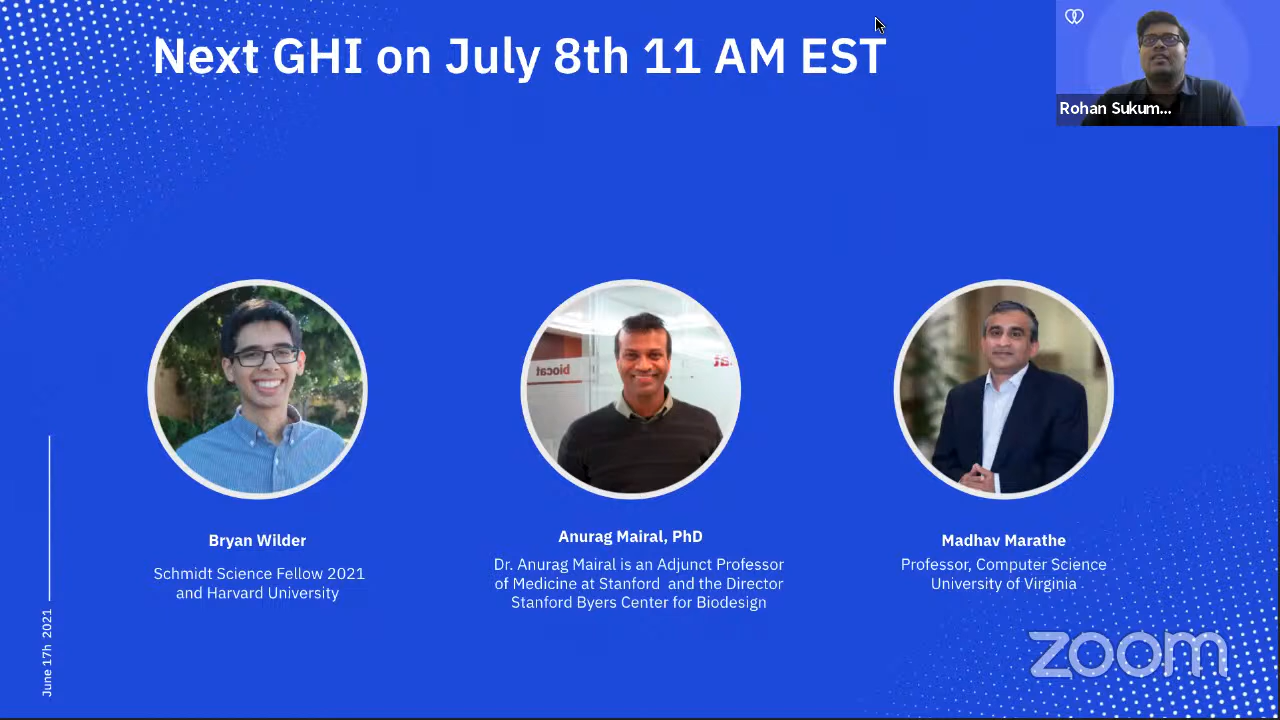 Next GHI on July 8th 11 AM EST
Rohan Sukum...
biocat
Bryan Wilder
Schmidt Science Fellow 2021
and Harvard University
Anurag Mairal, PhD
Dr. Anurag Mairal is an Adjunct Professor
of Medicine at Stanford and the Director
Stanford Byers Center for Biodesign
Madhav Marathe
Professor, Computer Science
University of Virginia
June 17h 2021
zoom